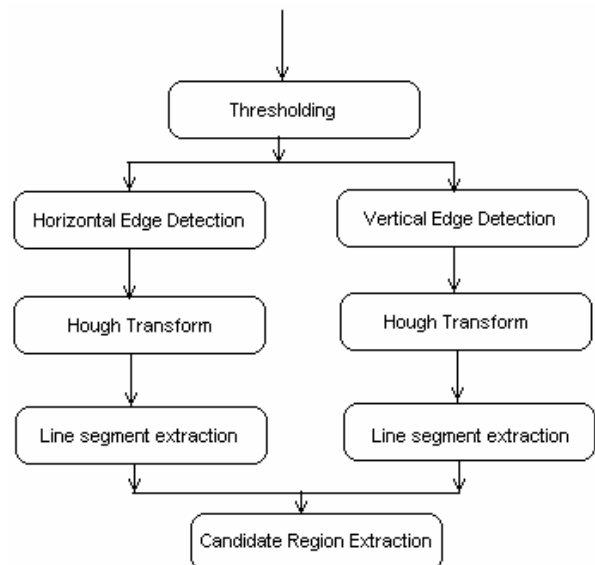 Thresholding
Horizontal Edge Detection
Vertical Edge Detection
Hough Transform
Hough Transform
Line segment extraction
Line segment extraction
Candidate Region Extraction